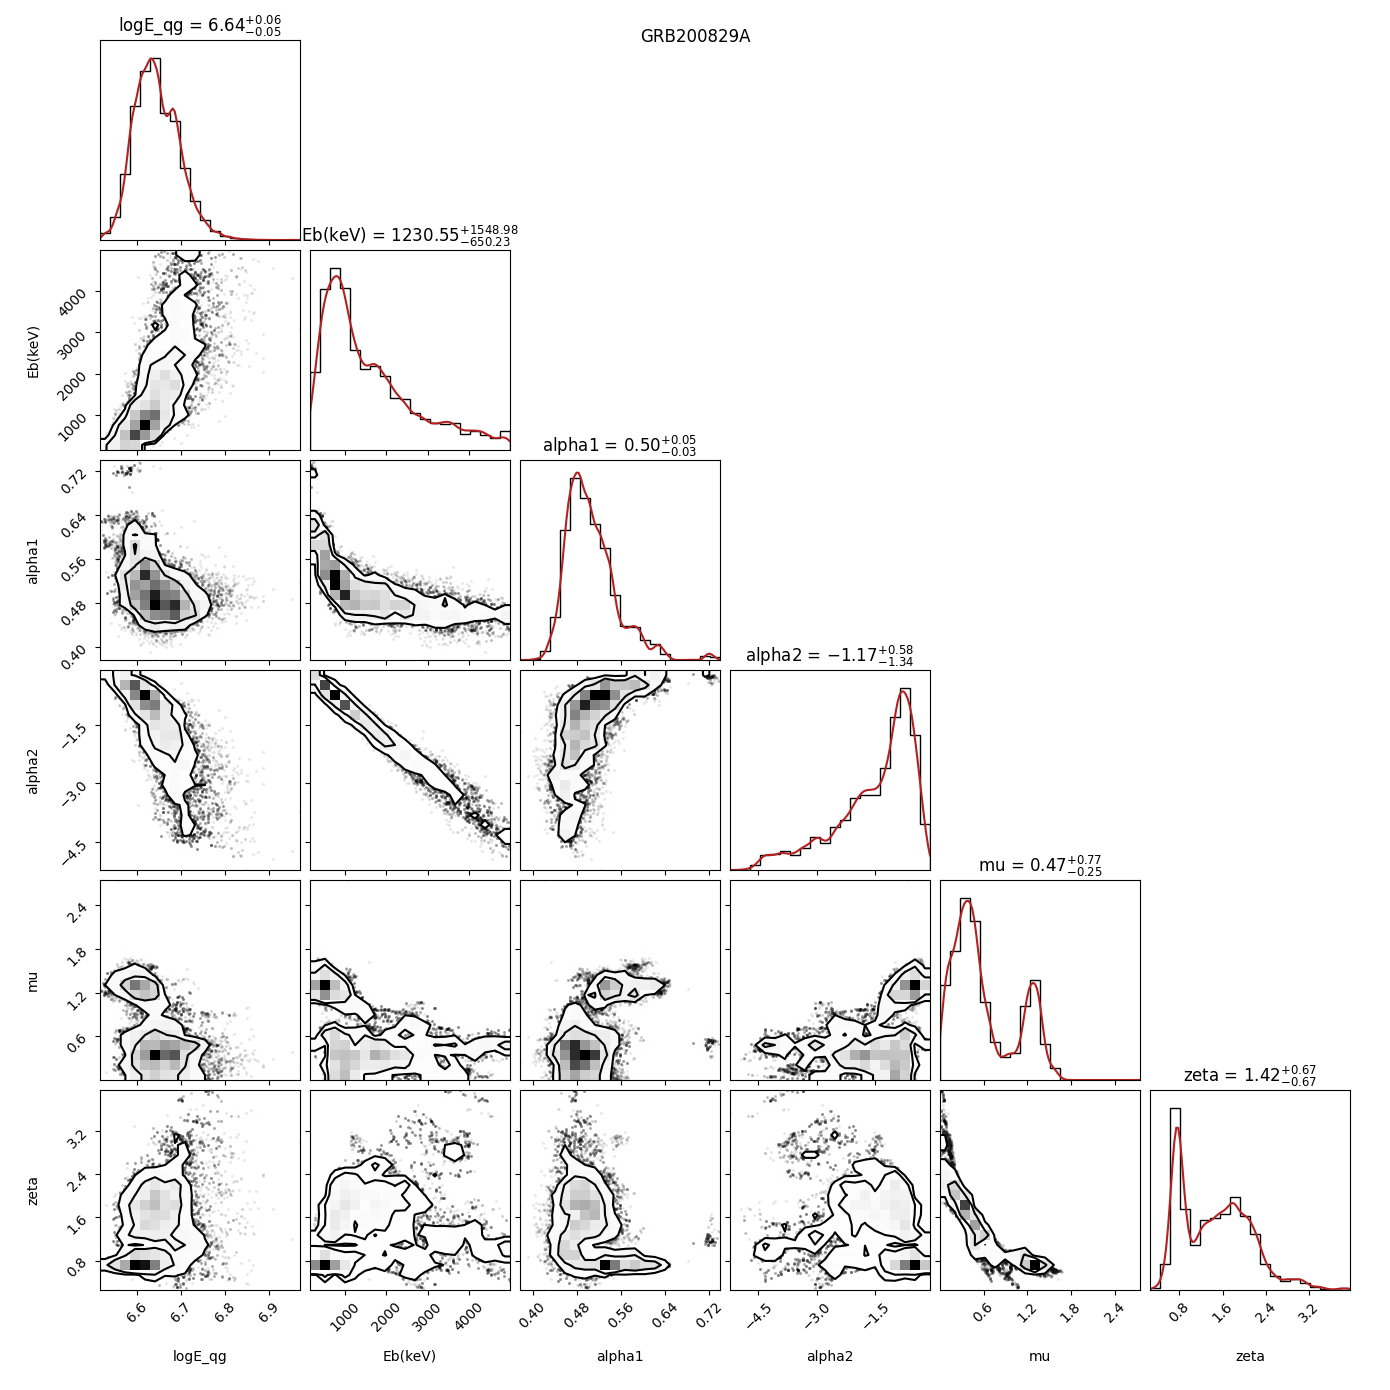 GRB200829A
logE_qg = 6.64+0.06 −0.05
Eb(keV) = 1230.55+1548.98 −650.23
Eb(keV)
4000
3000
2000
1000
alpha1 = 0.50+0.05 −0.03
alpha1
0.72
0.64
0.56
0.48
0.40
alpha2 = −1.17+0.58 −1.34
alpha2
−1.5
−3.0
−4.5
mu = 0.47+0.77 −0.25
mu
2.4
1.8
1.2
0.6
zeta = 1.42+0.67 −0.67
zeta
3.2
2.4
1.6
0.8
6.6 6.7 6.8 6.9
1000 2000 3000 4000
0.40 0.48 0.56 0.64 0.72
−4.5 −3.0 −1.5
0.6 1.2 1.8 2.4
0.8 1.6 2.4 3.2
logE_qg Eb(keV) alpha1 alpha2 mu zeta